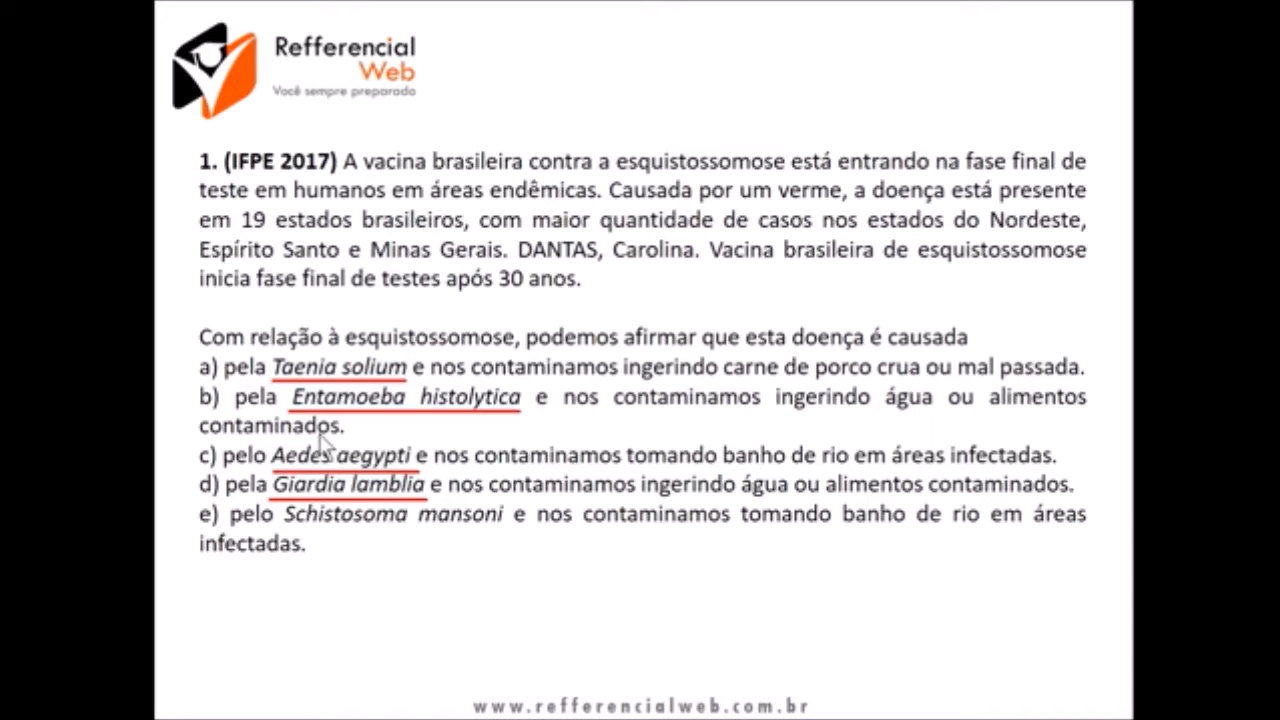 Refferencial
Web
Você sempre preparado
1. (IFPE 2017) A vacina brasileira contra a esquistossomose está entrando na fase final de
teste em humanos em áreas endêmicas. Causada por um verme, a doença está presente
em 19 estados brasileiros, com maior quantidade de casos nos estados do Nordeste,
Espírito Santo e Minas Gerais. DANTAS, Carolina. Vacina brasileira de esquistossomose
inicia fase final de testes após 30 anos.
Com relação à esquistossomose, podemos afirmar que esta doença é causada
a) pela Taenia solium e nos contaminamos ingerindo carne de porco crua ou mal passada.
b) pela Entamoeba histolytica e nos contaminamos ingerindo água ou alimentos
contaminados.
c) pelo Aedes aegypti e nos contaminamos tomando banho de rio em áreas infectadas.
d) pela Giardia lamblia e nos contaminamos ingerindo água ou alimentos contaminados.
e) pelo Schistosoma mansoni e nos contaminamos tomando banho de rio em áreas
infectadas.
www.refferencialweb.com.br